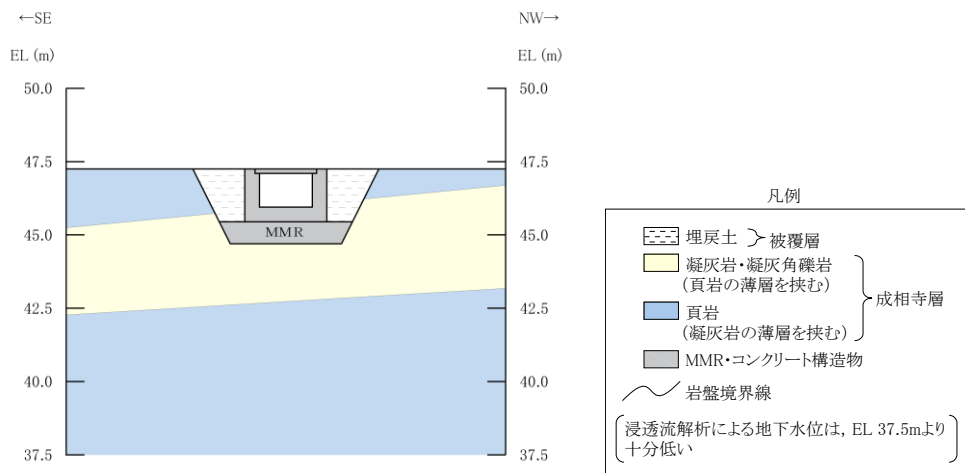 ←SE
NW→
EL (m)
EL (m)
50.0
50.0
47.5
47.5
45.0
45.0
42.5
42.5
40.0
40.0
37.5
37.5
MMR
凡例
埋戻土
被覆層
凝灰岩・凝灰角礫岩
(頁岩の薄層を挟む)
成相寺層
頁岩
(凝灰岩の薄層を挟む)
MMR・コンクリート構造物
岩盤境界線
浸透流解析による地下水位は, EL 37.5mより
十分低い